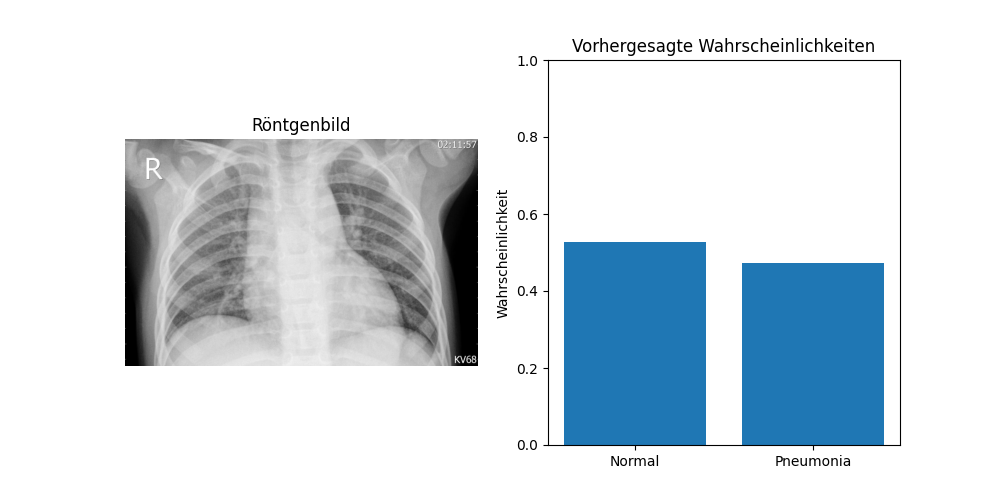 Röntgenbild
02:11:57
R
KV68
Vorhergesagte Wahrscheinlichkeiten
Wahrscheinlichkeit
1.0
0.8
0.6
0.4
0.2
0.0
Normal
Pneumonia